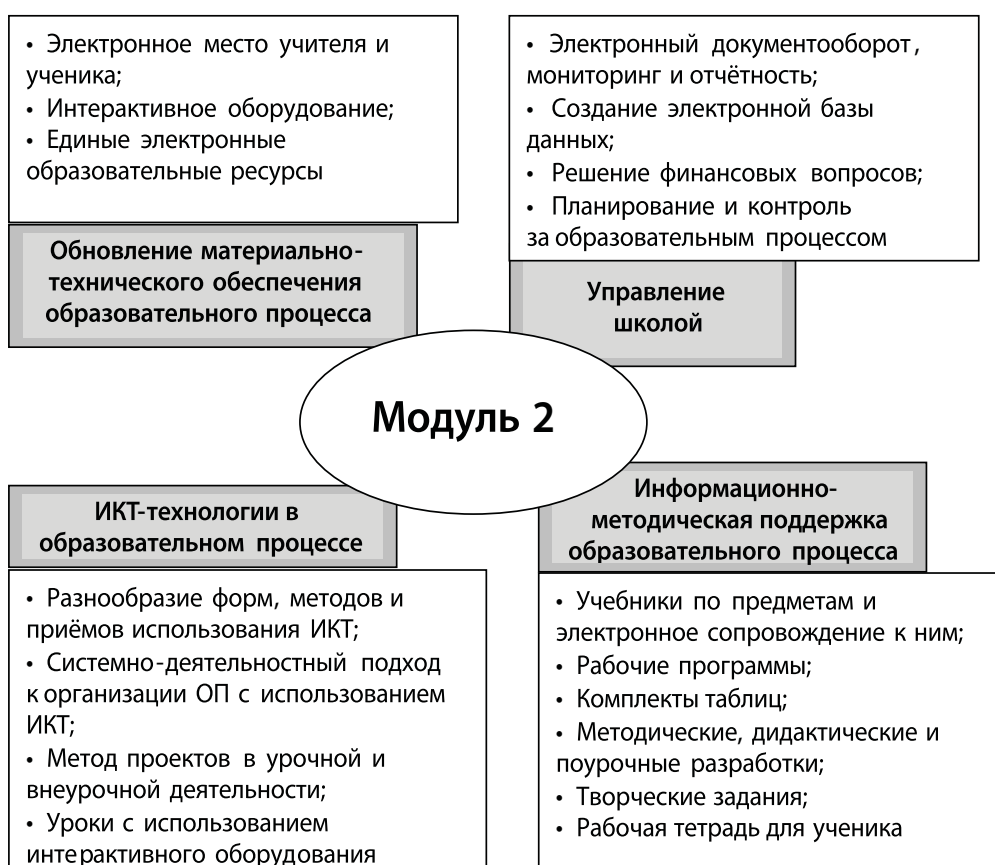 • Электронное место учителя и
ученика;
• Интерактивное оборудование;
• Единые электронные
образовательные ресурсы
Обновление материально-
технического обеспечения
образовательного процесса
• Электронный документооборот,
мониторинг и отчётность;
• Создание электронной базы
данных;
• Решение финансовых вопросов;
• Планирование и контроль
за образовательным процессом
Управление
школой
Модуль 2
ИКТ-технологии в
образовательном процессе
• Разнообразие форм, методов и
приёмов использования ИКТ;
• Системно-деятельностный подход
к организации ОП с использованием
ИКТ;
• Метод проектов в урочной и
внеурочной деятельности;
• Уроки с использованием
интерактивного оборудования
Информационно-
методическая поддержка
образовательного процесса
• Учебники по предметам и
электронное сопровождение к ним;
• Рабочие программы;
• Комплекты таблиц;
• Методические, дидактические и
поурочные разработки;
• Творческие задания;
• Рабочая тетрадь для ученика